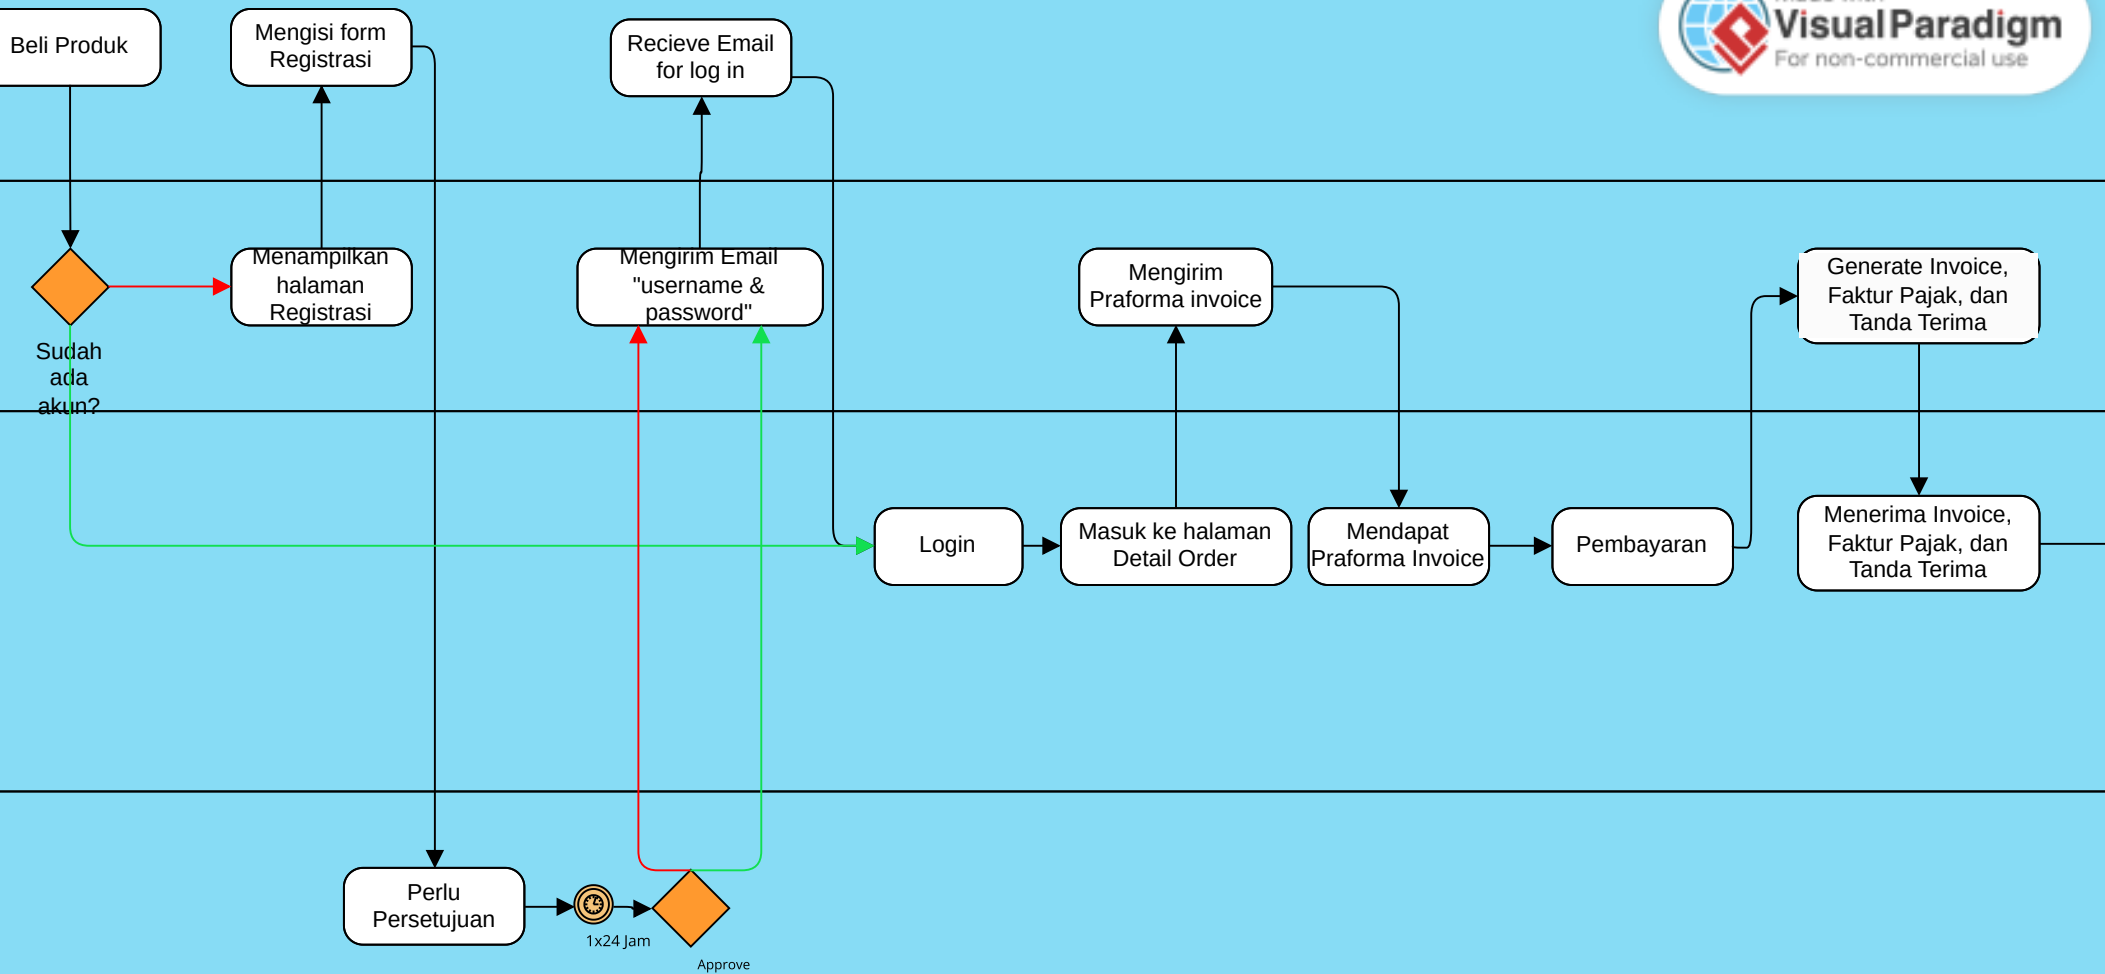 Beli Produk
Mengisi form
Registrasi
Recieve Email
for log in
Made with
Visual Paradigm
For non-commercial use
Menampilkan
halaman
Registrasi
Mengirim Email
"username &
password"
Mengirim
Praforma invoice
Generate Invoice,
Faktur Pajak, dan
Tanda Terima
Sudah
ada
akun?
Login
Masuk ke halaman
Detail Order
Mendapat
Praforma Invoice
Pembayaran
Menerima Invoice,
Faktur Pajak, dan
Tanda Terima
Perlu
Persetujuan
1x24 Jam
Approve